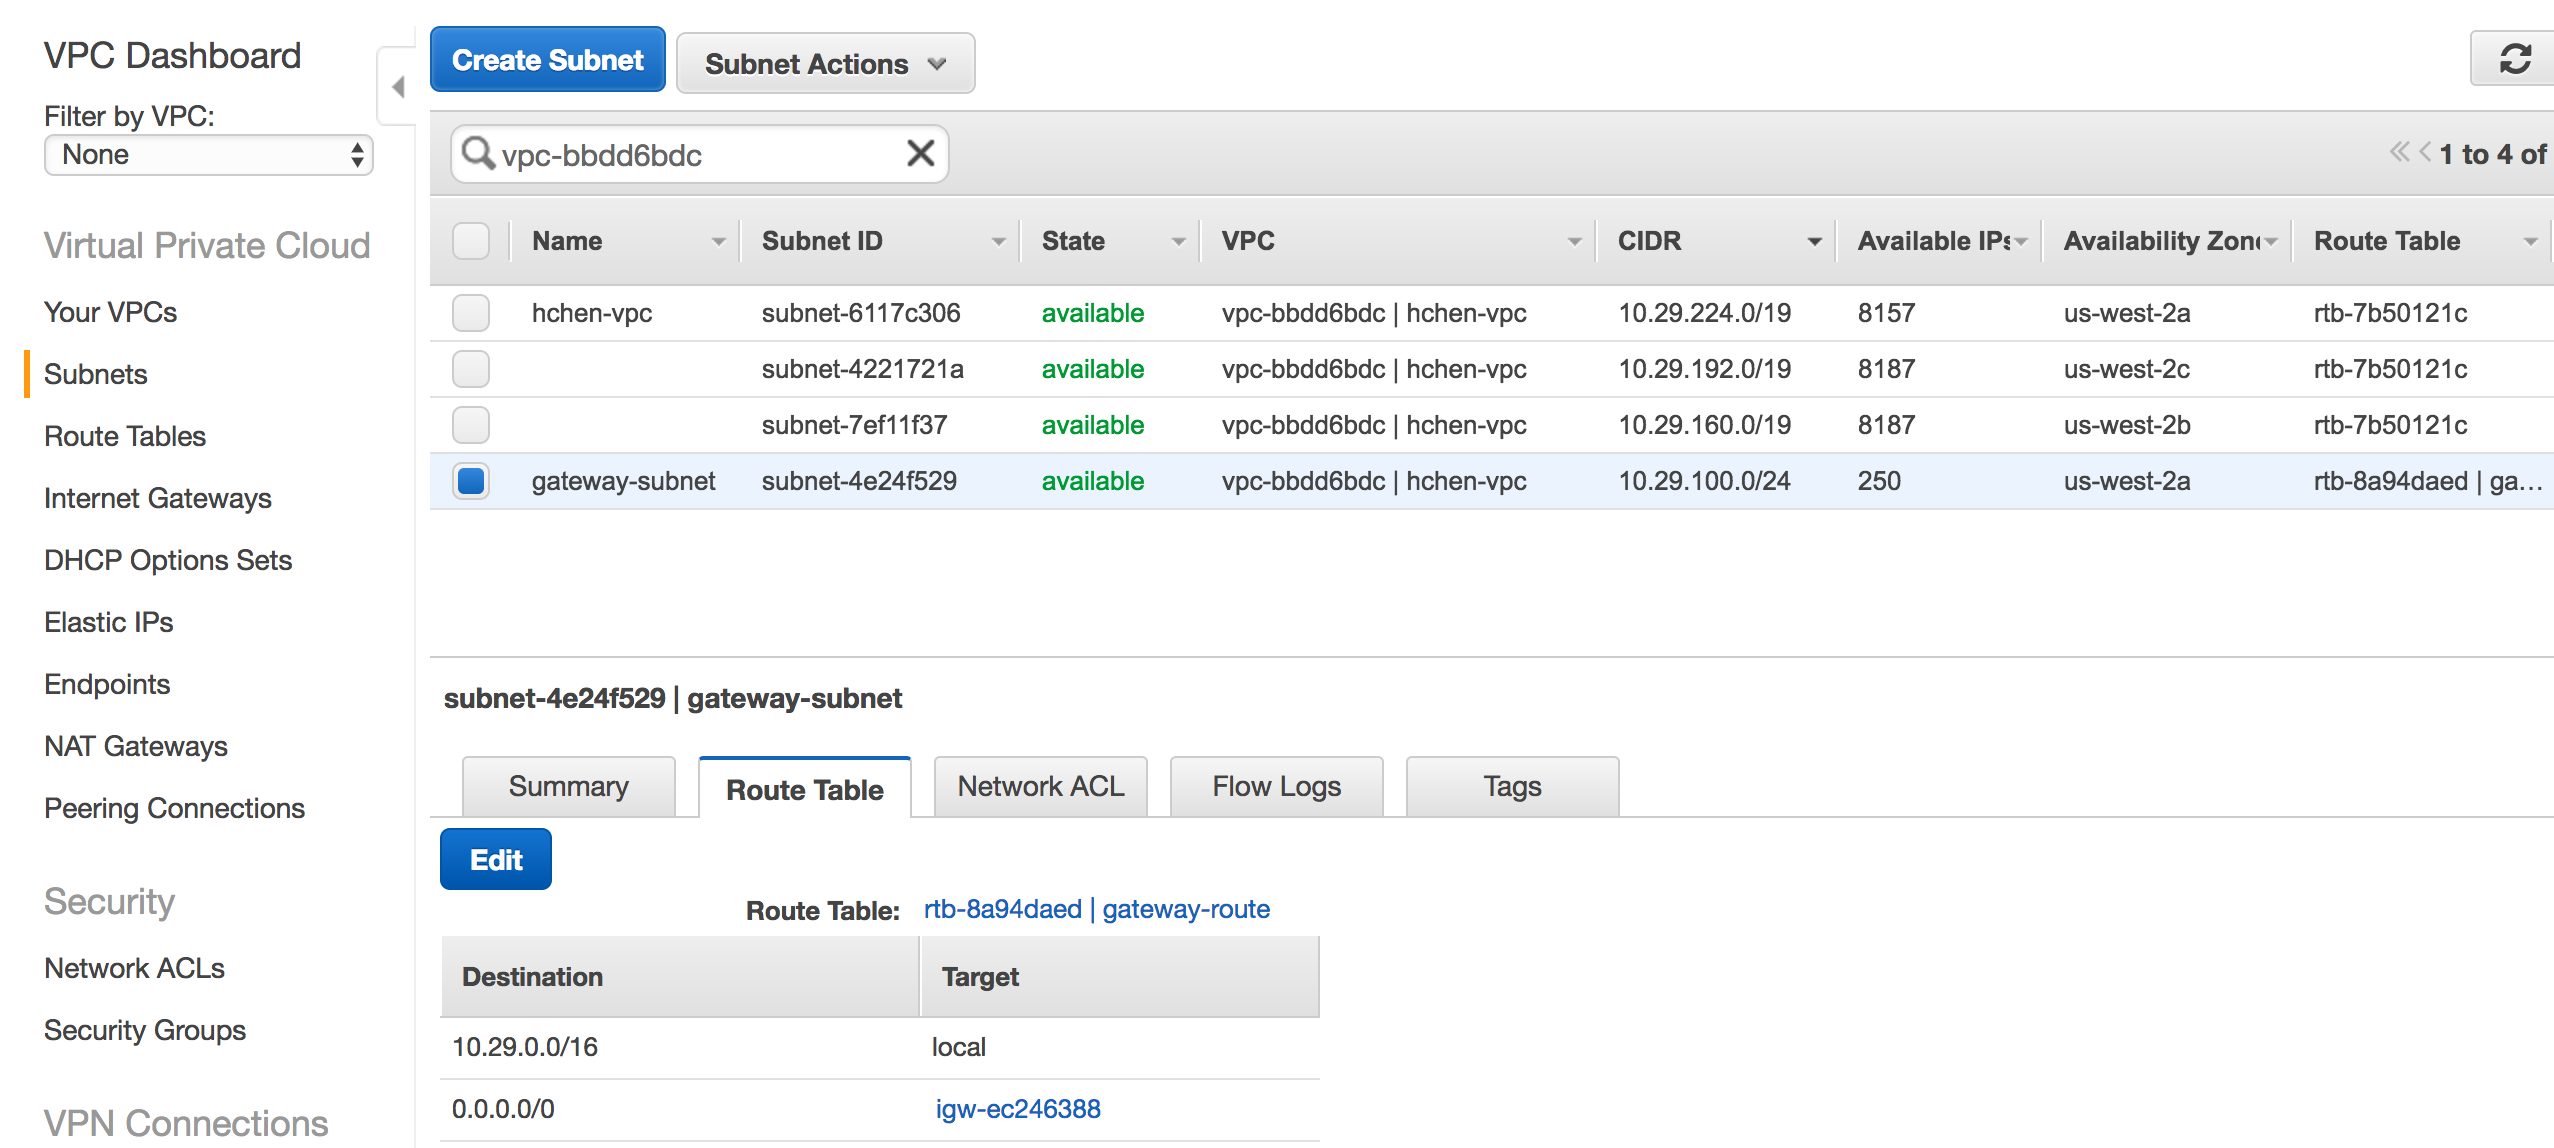 VPC Dashboard
Filter by VPC:
None
Virtual Private Cloud
Your VPCs
Subnets
Route Tables
Internet Gateways
DHCP Options Sets
Elastic IPs
Endpoints
NAT Gateways
Peering Connections
Security
Network ACLs
Security Groups
VPN Connections
Create Subnet Subnet Actions
vpc-bbdd6bdc 1 to 4 of
Name Subnet ID State VPC CIDR Available IPs Availability Zone Route Table
hchen-vpc subnet-6117c306 available vpc-bbdd6bdc | hchen-vpc 10.29.224.0/19 8157 us-west-2a rtb-7b50121c
subnet-4221721a available vpc-bbdd6bdc | hchen-vpc 10.29.192.0/19 8187 us-west-2c rtb-7b50121c
subnet-7ef11f37 available vpc-bbdd6bdc | hchen-vpc 10.29.160.0/19 8187 us-west-2b rtb-7b50121c
gateway-subnet subnet-4e24f529 available vpc-bbdd6bdc | hchen-vpc 10.29.100.0/24 250 us-west-2a rtb-8a94daed | ga…
subnet-4e24f529 | gateway-subnet
Summary Route Table Network ACL Flow Logs Tags
Edit
Route Table: rtb-8a94daed | gateway-route
Destination Target
10.29.0.0/16 local
0.0.0.0/0 igw-ec246388